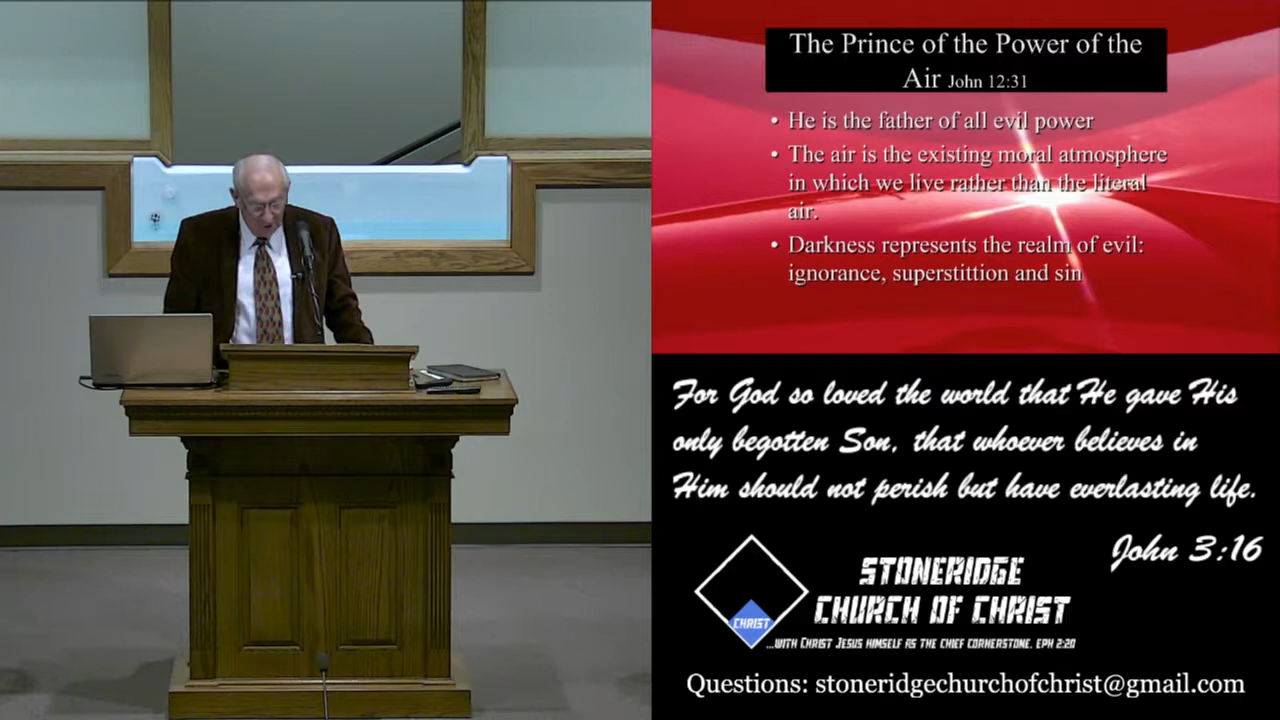 The Prince of the Power of the
Air John 12:31
• He is the father of all evil power
• The air is the existing moral atmosphere
in which we live rather than the literal
air.
• Darkness represents the realm of evil:
ignorance, superstittion and sin
For God so loved the world that He gave His
only begotten Son, that whoever believes in
Him should not perish but have everlasting life.
John 3:16
STONERIDGE
CHURCH OF CHRIST
CHRIST
...WITH CHRIST JESUS HIMSELF AS THE CHIEF CORNERSTONE. EPH 2:20
Questions: stoneridgechurchofchrist@gmail.com